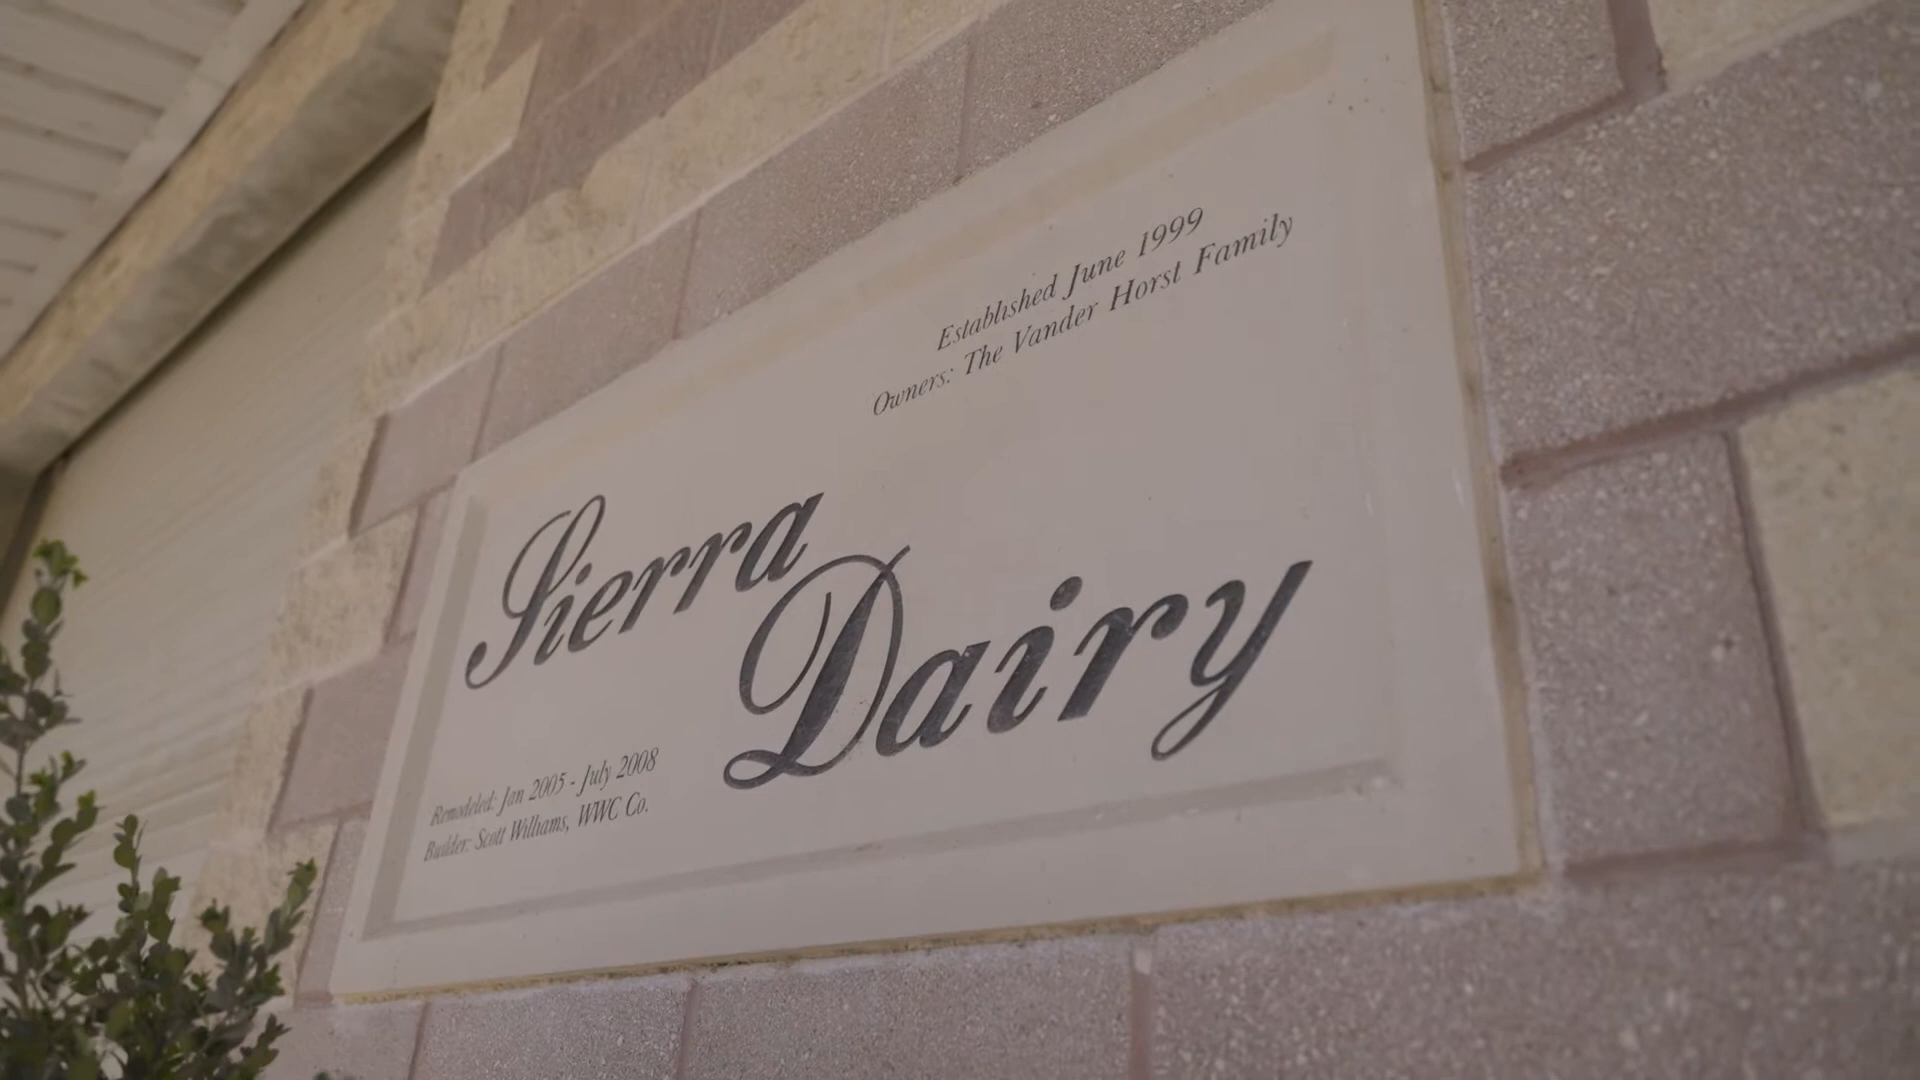 Established June 1999
Owners: The Vander Horst Family
Sierra
Dairy
Remodeled: Jan 2005 - July 2008
Builder: Scott Williams, WWC Co.